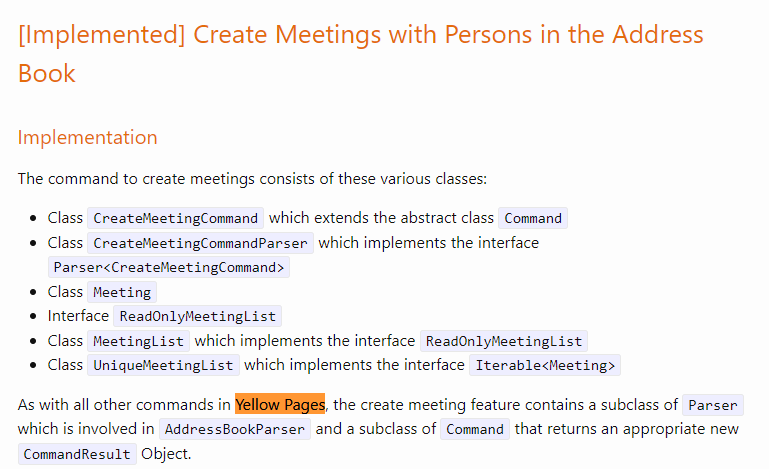 [Implemented] Create Meetings with Persons in the Address
Book
Implementation
The command to create meetings consists of these various classes:
• Class CreateMeetingCommand which extends the abstract class Command
• Class CreateMeetingCommandParser which implements the interface
Parser<CreateMeetingCommand>
• Class Meeting
• Interface ReadOnlyMeetingList
• Class MeetingList which implements the interface ReadOnlyMeetingList
• Class UniqueMeetingList which implements the interface Iterable<Meeting>
As with all other commands in Yellow Pages, the create meeting feature contains a subclass of Parser
which is involved in AddressBookParser and a subclass of Command that returns an appropriate new
CommandResult Object.